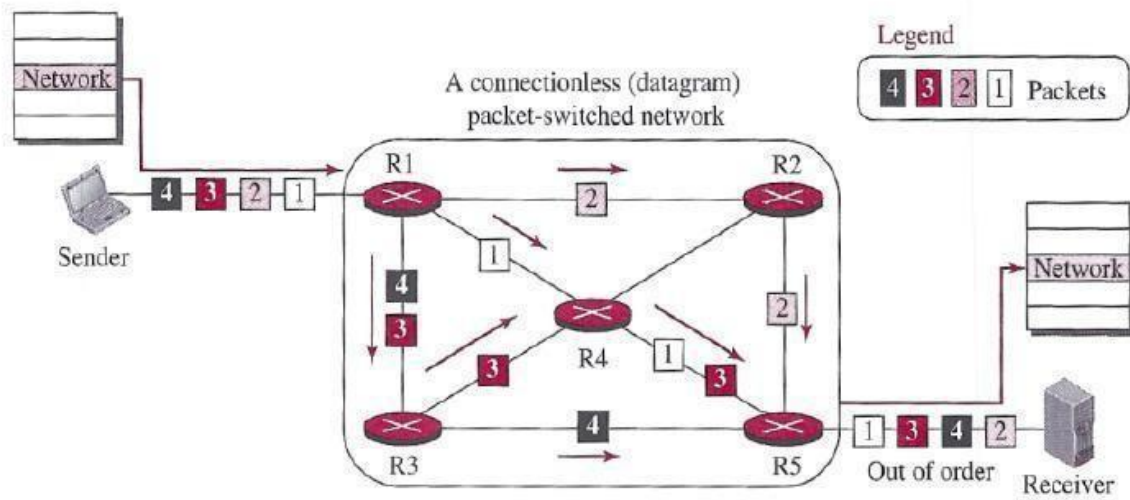 Network
Sender
4 3 2 1
A connectionless (datagram)
packet-switched network
Legend
4 3 2 1 Packets
R1
2
R2
1
4
3
R4
2
3
1
3
R3
4
R5
1 3 4 2
Out of order
Network
Receiver